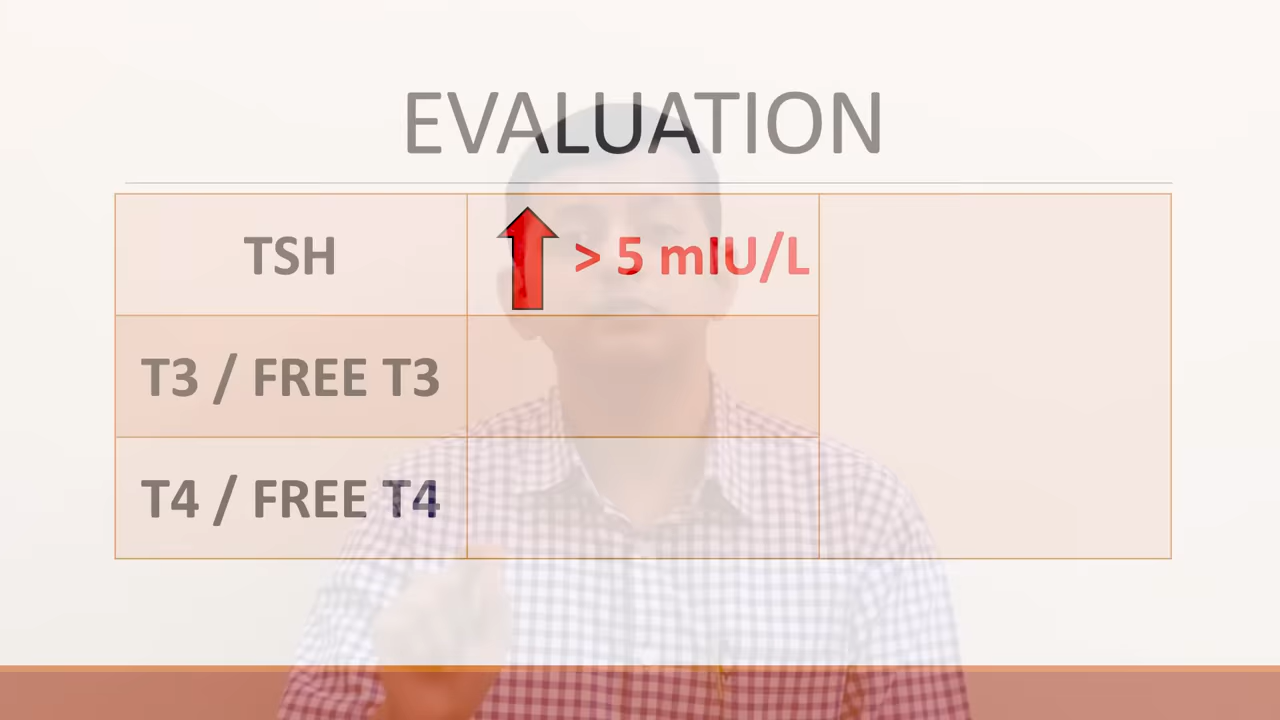 EVALUATION
TSH
> 5 mIU/L
T3 / FREE T3
T4 / FREE T4